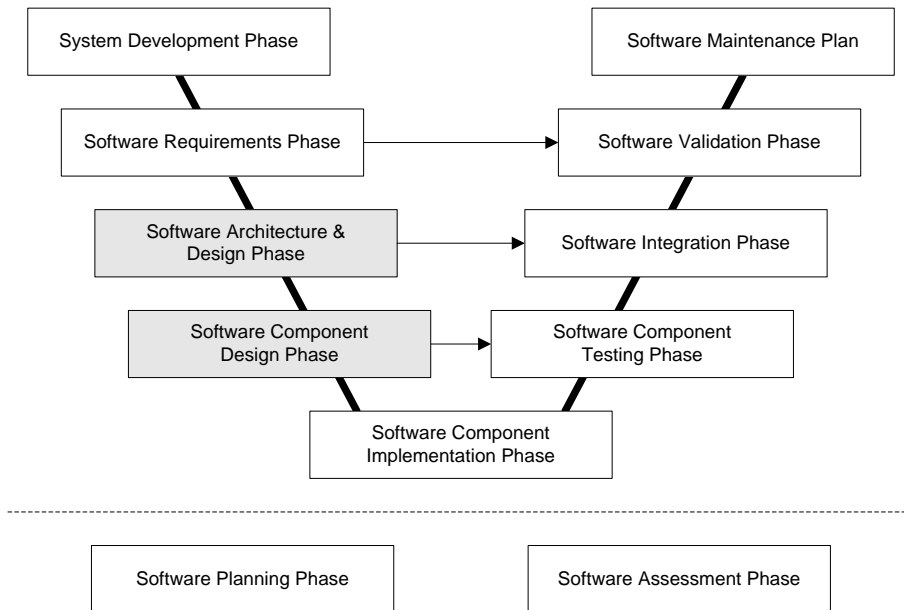 System Development Phase
Software Maintenance Plan
Software Requirements Phase
Software Validation Phase
Software Architecture &
Design Phase
Software Integration Phase
Software Component
Design Phase
Software Component
Testing Phase
Software Component
Implementation Phase
Software Planning Phase
Software Assessment Phase